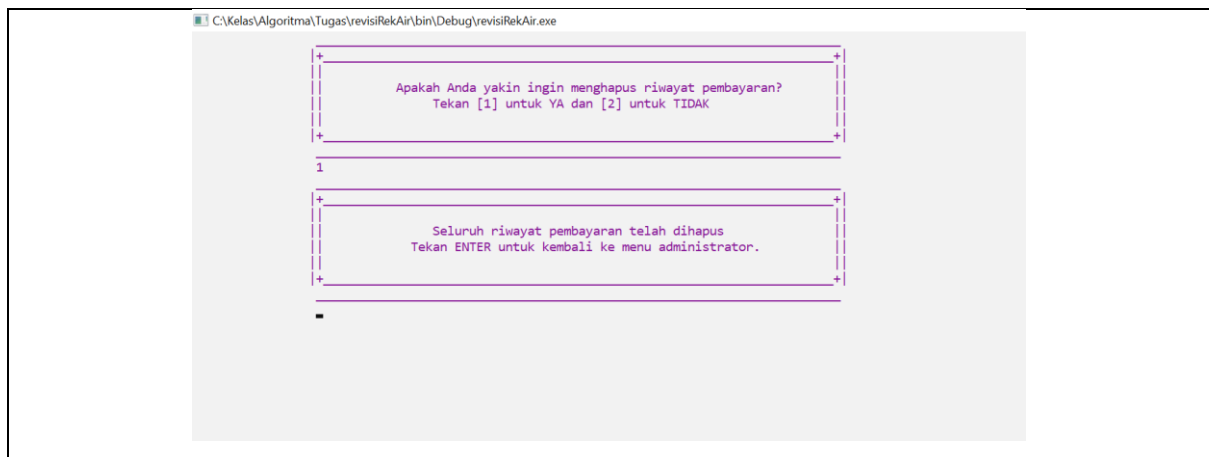 C:\Kelas\Algoritma\Tugas\revisiRekAir\bin\Debug\revisiRekAir.exe
Apakah Anda yakin ingin menghapus riwayat pembayaran?
Tekan [1] untuk YA dan [2] untuk TIDAK
1
Seluruh riwayat pembayaran telah dihapus
Tekan ENTER untuk kembali ke menu administrator.